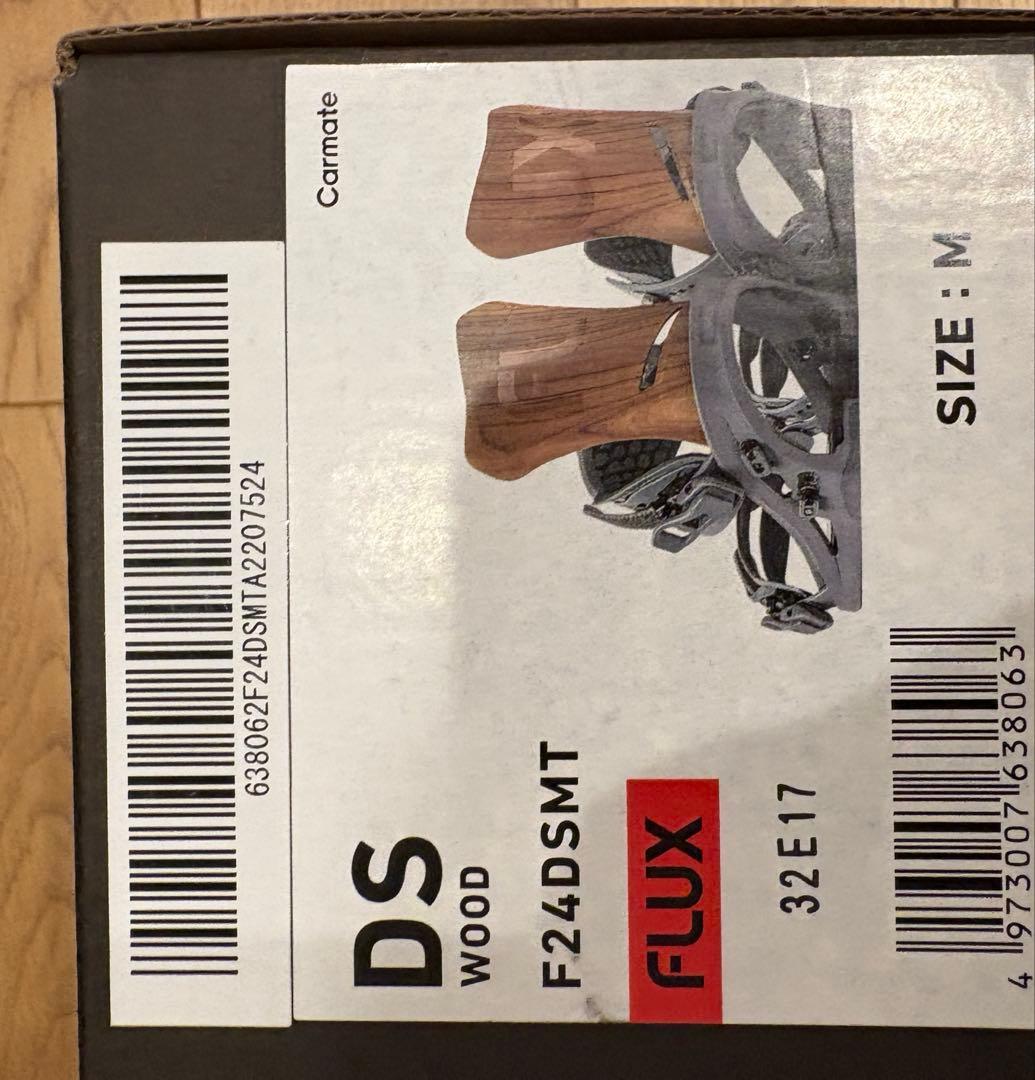 638062F24DSMTA2207524
Carmate
DS
WOOD
F24DSMT
FLUX
32E17
SIZE : M
4 973007 638063